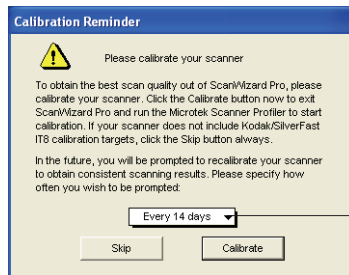 Calibration Reminder
Please calibrate your scanner
To obtain the best scan quality out of ScanWizard Pro, please
calibrate your scanner. Click the Calibrate button now to exit
ScanWizard Pro and run the Microtek Scanner Profiler to start
calibration. If your scanner does not include Kodak/SilverFast
IT8 calibration targets, click the Skip button always.
In the future, you will be prompted to recalibrate your scanner
to obtain consistent scanning results. Please specify how
often you wish to be prompted:
Every 14 days
Skip
Calibrate